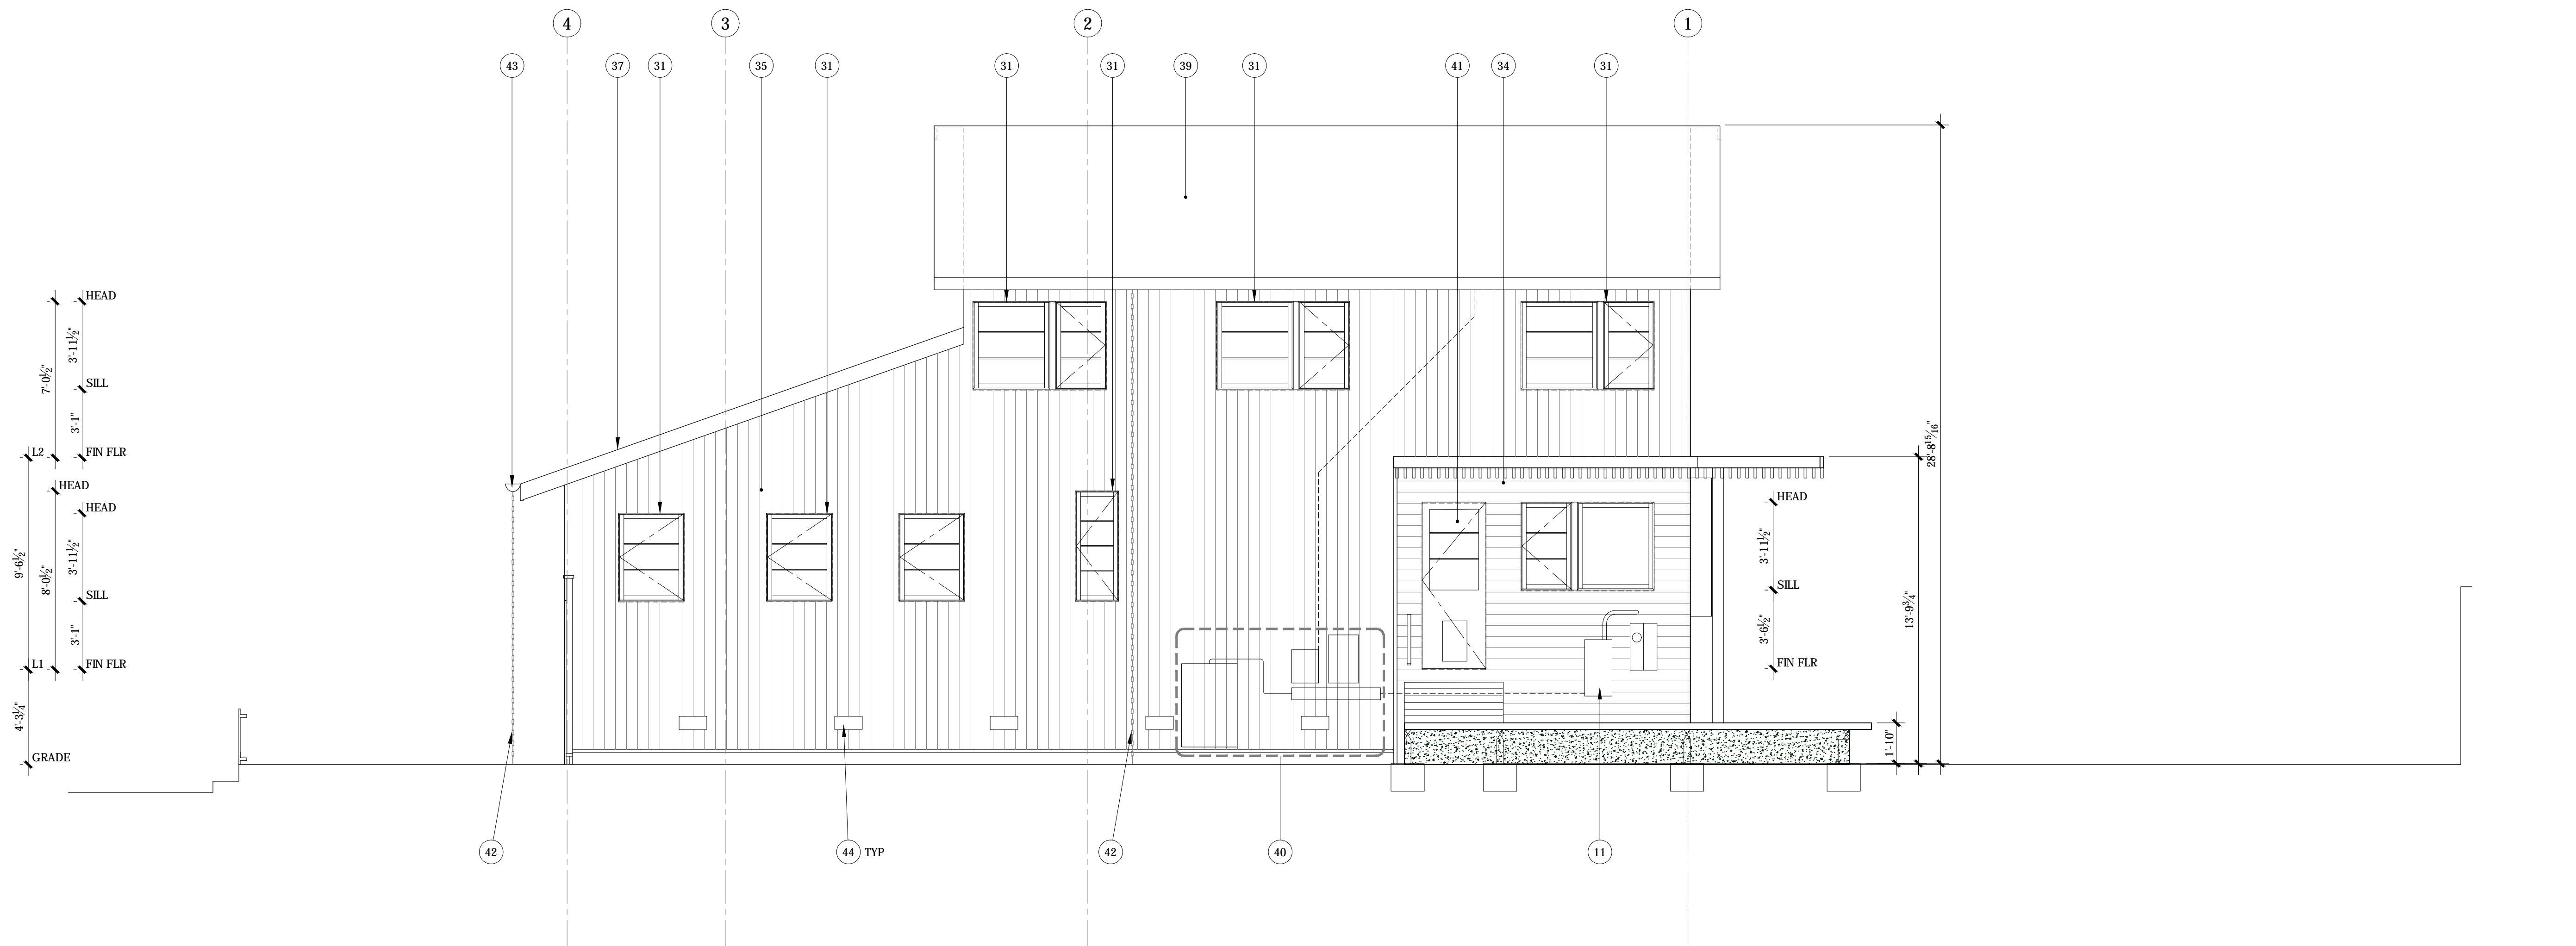 4 3 2 1
43 37 31 35 31 31 31 39 31 41 34 31
HEAD
3'-11½"
7'-0½"
SILL
3'-1"
L2 FIN FLR
HEAD
HEAD
3'-11½"
9'-6½"
8'-0½"
SILL
3'-1"
L1 FIN FLR
4'-3¼"
GRADE
28'-8 15/16"
HEAD
3'-11½"
SILL
13'-9¾"
3'-6½"
FIN FLR
1'-10"
42 44 TYP 42 40 11